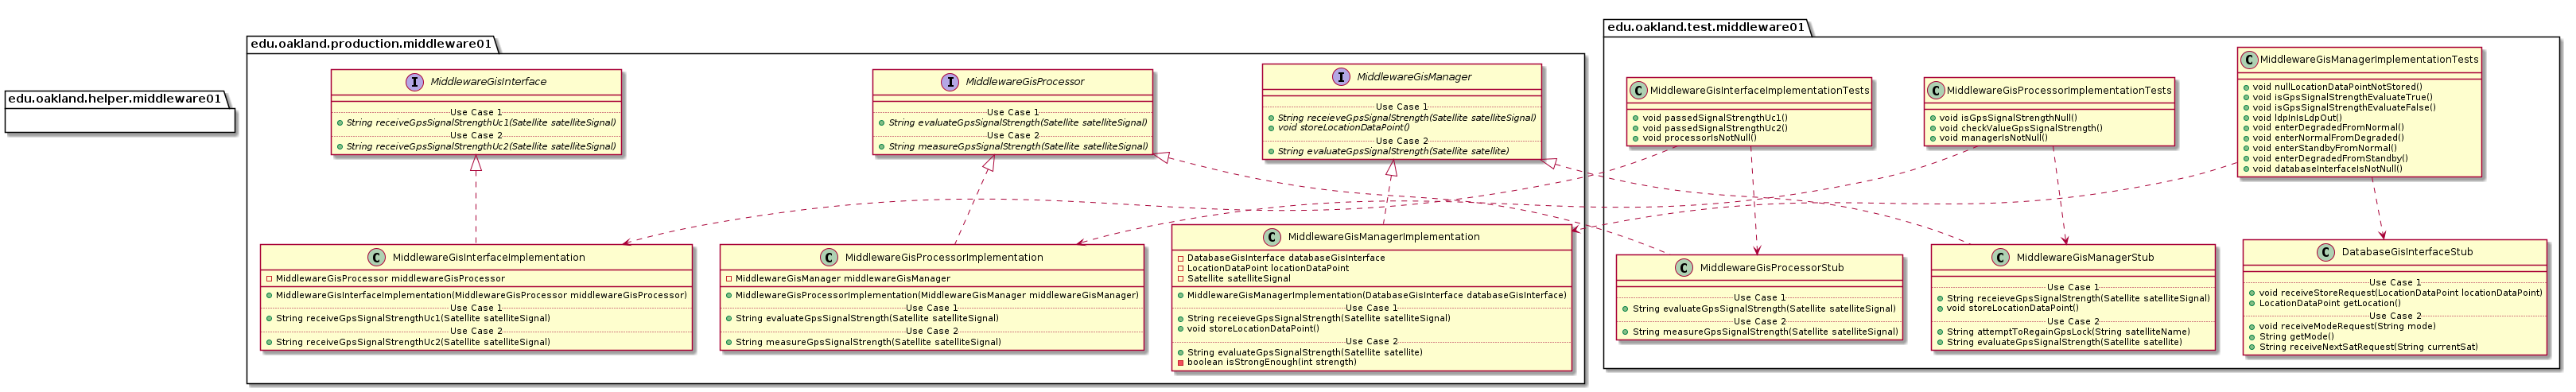 edu.oakland.helper.middleware01
edu.oakland.production.middleware01
I MiddlewareGisInterface
Use Case 1
String receiveGpsSignalStrengthUc1(Satellite satelliteSignal)
Use Case 2
String receiveGpsSignalStrengthUc2(Satellite satelliteSignal)
I MiddlewareGisProcessor
Use Case 1
String evaluateGpsSignalStrength(Satellite satelliteSignal)
Use Case 2
String measureGpsSignalStrength(Satellite satelliteSignal)
I MiddlewareGisManager
Use Case 1
String receieveGpsSignalStrength(Satellite satelliteSignal)
void storeLocationDataPoint()
Use Case 2
String evaluateGpsSignalStrength(Satellite satellite)
C MiddlewareGisInterfaceImplementation
MiddlewareGisProcessor middlewareGisProcessor
MiddlewareGisInterfaceImplementation(MiddlewareGisProcessor middlewareGisProcessor)
Use Case 1
String receiveGpsSignalStrengthUc1(Satellite satelliteSignal)
Use Case 2
String receiveGpsSignalStrengthUc2(Satellite satelliteSignal)
C MiddlewareGisProcessorImplementation
MiddlewareGisManager middlewareGisManager
MiddlewareGisProcessorImplementation(MiddlewareGisManager middlewareGisManager)
Use Case 1
String evaluateGpsSignalStrength(Satellite satelliteSignal)
Use Case 2
String measureGpsSignalStrength(Satellite satelliteSignal)
C MiddlewareGisManagerImplementation
DatabaseGisInterface databaseGisInterface
LocationDataPoint locationDataPoint
Satellite satelliteSignal
MiddlewareGisManagerImplementation(DatabaseGisInterface databaseGisInterface)
Use Case 1
String receieveGpsSignalStrength(Satellite satelliteSignal)
void storeLocationDataPoint()
Use Case 2
String evaluateGpsSignalStrength(Satellite satellite)
boolean isStrongEnough(int strength)
edu.oakland.test.middleware01
C MiddlewareGisInterfaceImplementationTests
void passedSignalStrengthUc1()
void passedSignalStrengthUc2()
void processorIsNotNull()
C MiddlewareGisProcessorImplementationTests
void isGpsSignalStrengthNull()
void checkValueGpsSignalStrength()
void managerIsNotNull()
C MiddlewareGisManagerImplementationTests
void nullLocationDataPointNotStored()
void isGpsSignalStrengthEvaluateTrue()
void isGpsSignalStrengthEvaluateFalse()
void ldpInIsLdpOut()
void enterDegradedFromNormal()
void enterNormalFromDegraded()
void enterStandbyFromNormal()
void enterDegradedFromStandby()
void databaseInterfaceIsNotNull()
C MiddlewareGisProcessorStub
Use Case 1
String evaluateGpsSignalStrength(Satellite satelliteSignal)
Use Case 2
String measureGpsSignalStrength(Satellite satelliteSignal)
C MiddlewareGisManagerStub
Use Case 1
String receieveGpsSignalStrength(Satellite satelliteSignal)
void storeLocationDataPoint()
Use Case 2
String attemptToRegainGpsLock(String satelliteName)
String evaluateGpsSignalStrength(Satellite satellite)
C DatabaseGisInterfaceStub
Use Case 1
void receiveStoreRequest(LocationDataPoint locationDataPoint)
LocationDataPoint getLocation()
Use Case 2
void receiveModeRequest(String mode)
String getMode()
String receiveNextSatRequest(String currentSat)